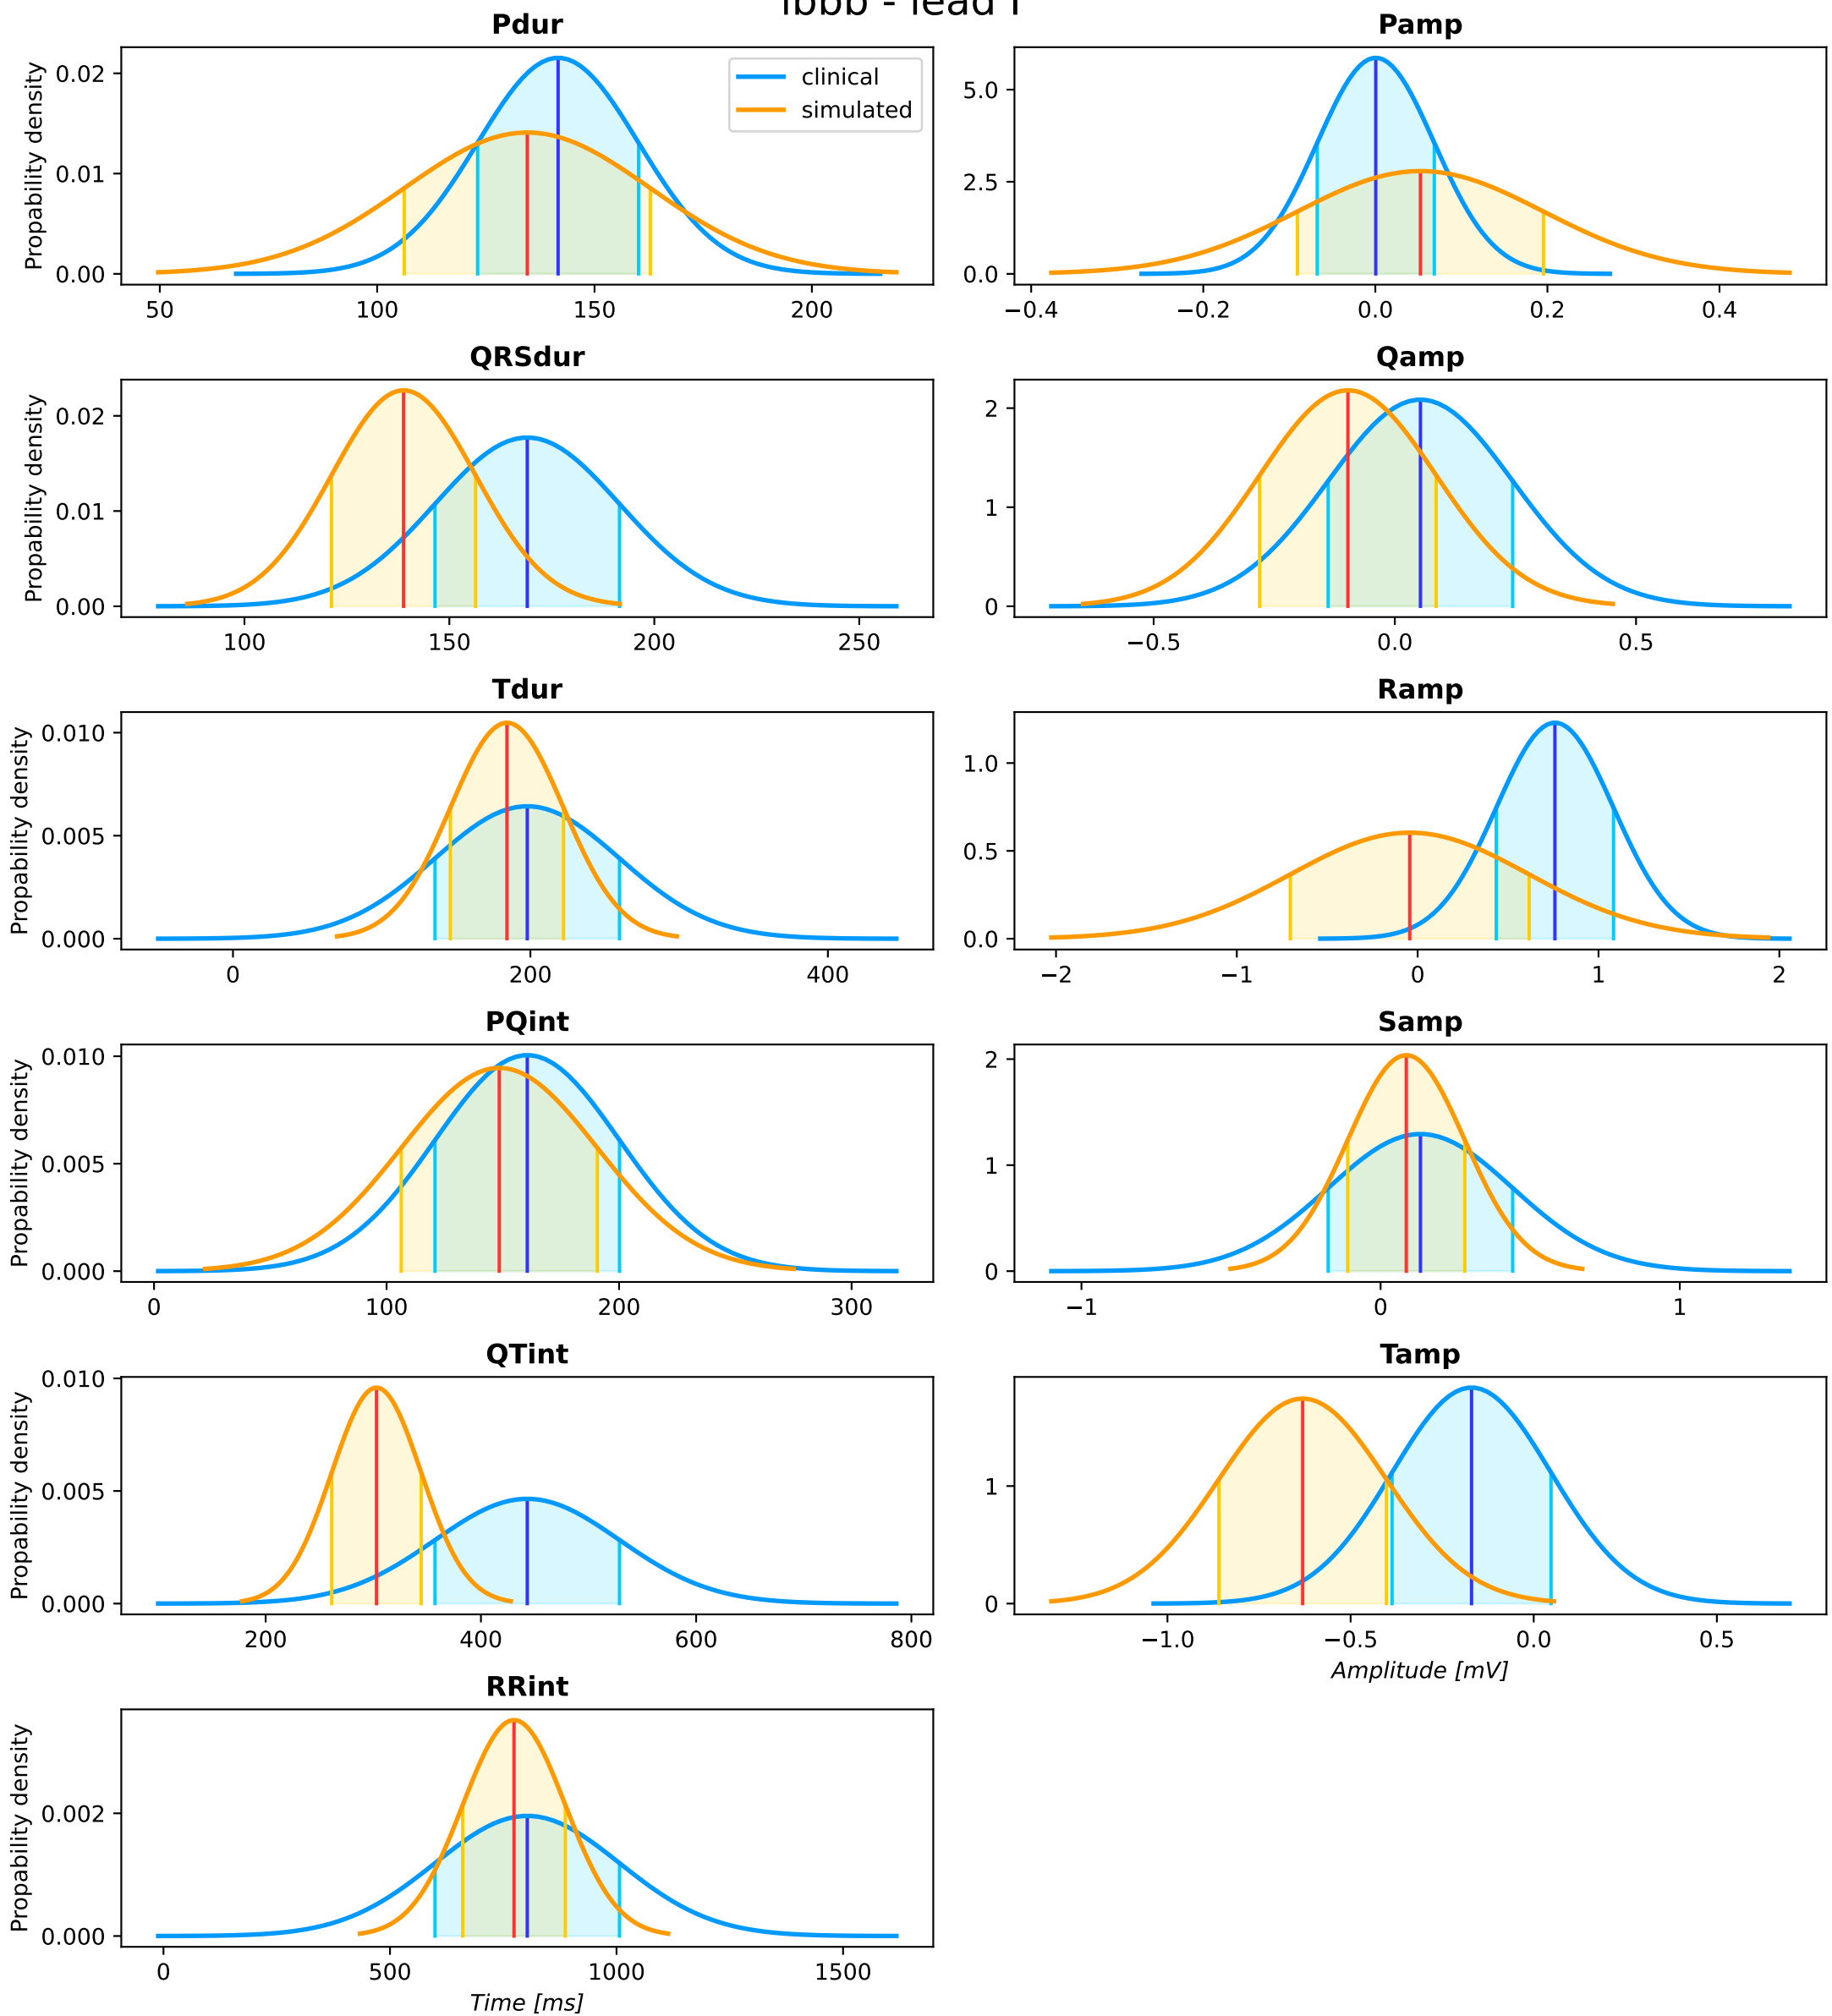 lbbb - lead I
Pdur
Pamp
Propability density
0.02
0.01
0.00
clinical
simulated
50 100 150 200
5.0
2.5
0.0
−0.4 −0.2 0.0 0.2 0.4
QRSdur
Qamp
Propability density
0.02
0.01
0.00
100 150 200 250
2
1
0
−0.5 0.0 0.5
Tdur
Ramp
Propability density
0.010
0.005
0.000
0 200 400
1.0
0.5
0.0
−2 −1 0 1 2
PQint
Samp
Propability density
0.010
0.005
0.000
0 100 200 300
2
1
0
−1 0 1
QTint
Tamp
Propability density
0.010
0.005
0.000
200 400 600 800
1
0
−1.0 −0.5 0.0 0.5
Amplitude [mV]
RRint
Propability density
0.002
0.000
0 500 1000 1500
Time [ms]